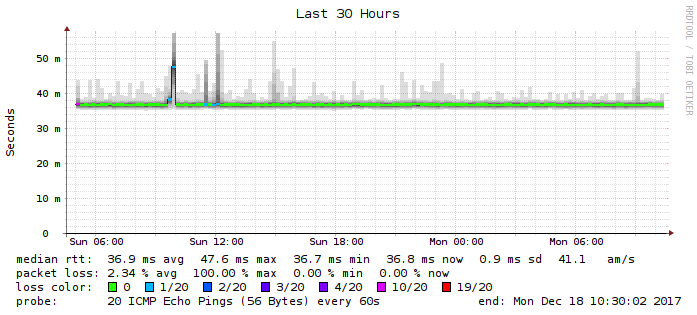 Last 30 Hours
RRDTOOL / TOBI OETIKER
Seconds
50 m
40 m
30 m
20 m
10 m
0
Sun 06:00 Sun 12:00 Sun 18:00 Mon 00:00 Mon 06:00
median rtt: 36.9 ms avg 47.6 ms max 36.7 ms min 36.8 ms now 0.9 ms sd 41.1 am/s
packet loss: 2.34 % avg 100.00 % max 0.00 % min 0.00 % now
loss color: 0 1/20 2/20 3/20 4/20 10/20 19/20
probe: 20 ICMP Echo Pings (56 Bytes) every 60s end: Mon Dec 18 10:30:02 2017